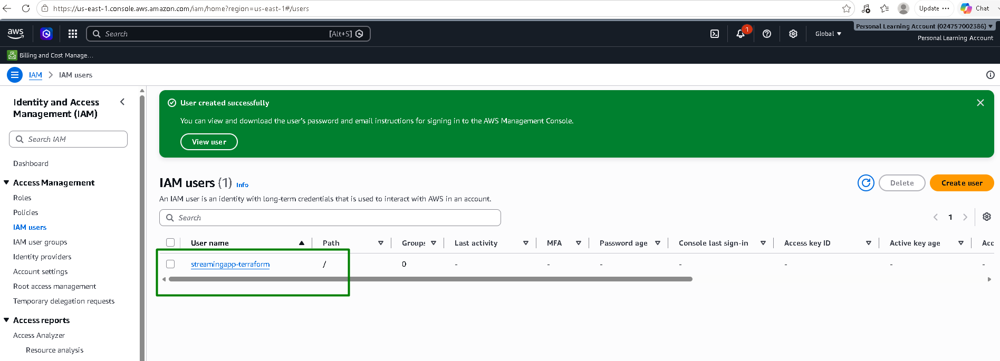 https://us-east-1.console.aws.amazon.com/iam/home?region=us-east-1#/users
Update
Chat
aws
Search
[Alt+S]
1
Global
Personal Learning Account (024757002386)
Personal Learning Account
Billing and Cost Manage...
IAM
IAM users
Identity and Access
Management (IAM)
Search IAM
Dashboard
Access Management
Roles
Policies
IAM users
IAM user groups
Identity providers
Account settings
Root access management
Temporary delegation requests
Access reports
Access Analyzer
Resource analysis
User created successfully
You can view and download the user's password and email instructions for signing in to the AWS Management Console.
View user
IAM users (1) Info
Delete
Create user
An IAM user is an identity with long-term credentials that is used to interact with AWS in an account.
Search
1
User name Path Groups Last activity MFA Password age Console last sign-in Access key ID Active key age Acc
streamingapp-terraform / 0 - - - - - - -